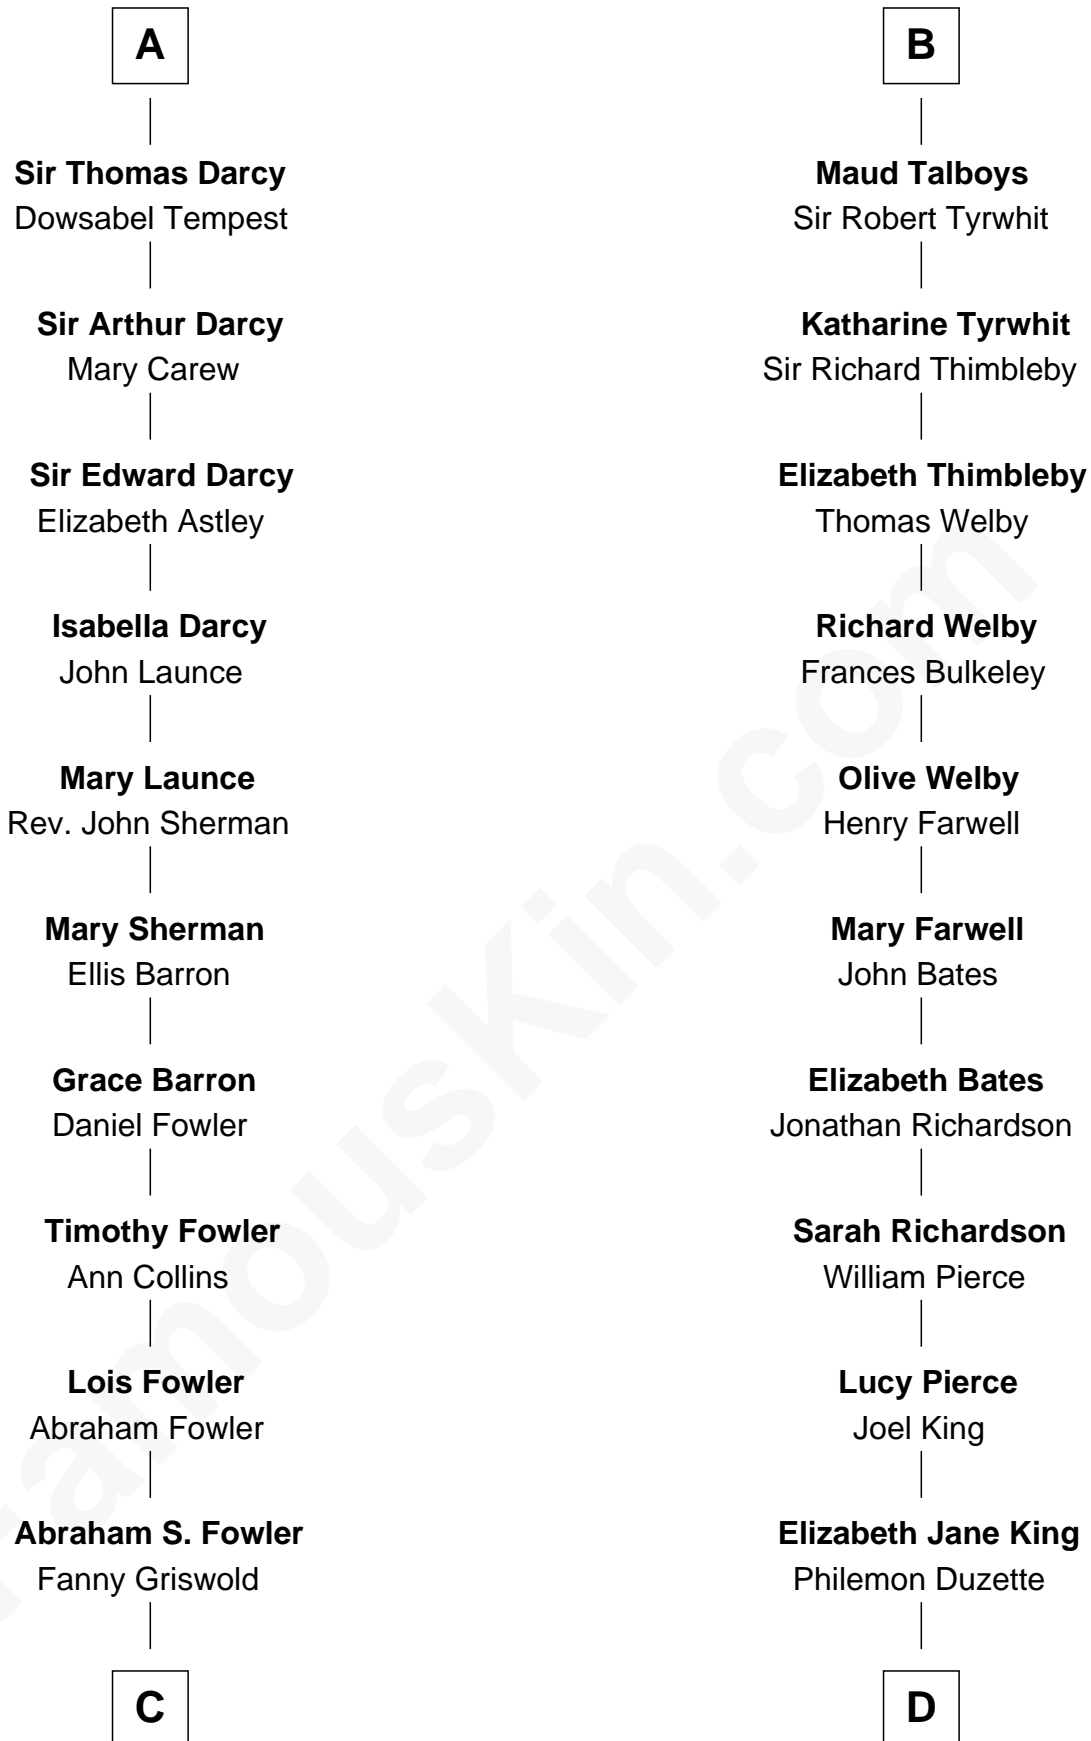 A
Sir Thomas Darcy
Dowsabel Tempest
Sir Arthur Darcy
Mary Carew
Sir Edward Darcy
Elizabeth Astley
Isabella Darcy
John Launce
Mary Launce
Rev. John Sherman
Mary Sherman
Ellis Barron
Grace Barron
Daniel Fowler
Timothy Fowler
Ann Collins
Lois Fowler
Abraham Fowler
Abraham S. Fowler
Fanny Griswold
C
B
Maud Talboys
Sir Robert Tyrwhit
Katharine Tyrwhit
Sir Richard Thimbleby
Elizabeth Thimbleby
Thomas Welby
Richard Welby
Frances Bulkeley
Olive Welby
Henry Farwell
Mary Farwell
John Bates
Elizabeth Bates
Jonathan Richardson
Sarah Richardson
William Pierce
Lucy Pierce
Joel King
Elizabeth Jane King
Philemon Duzette
D
FamousKin.com